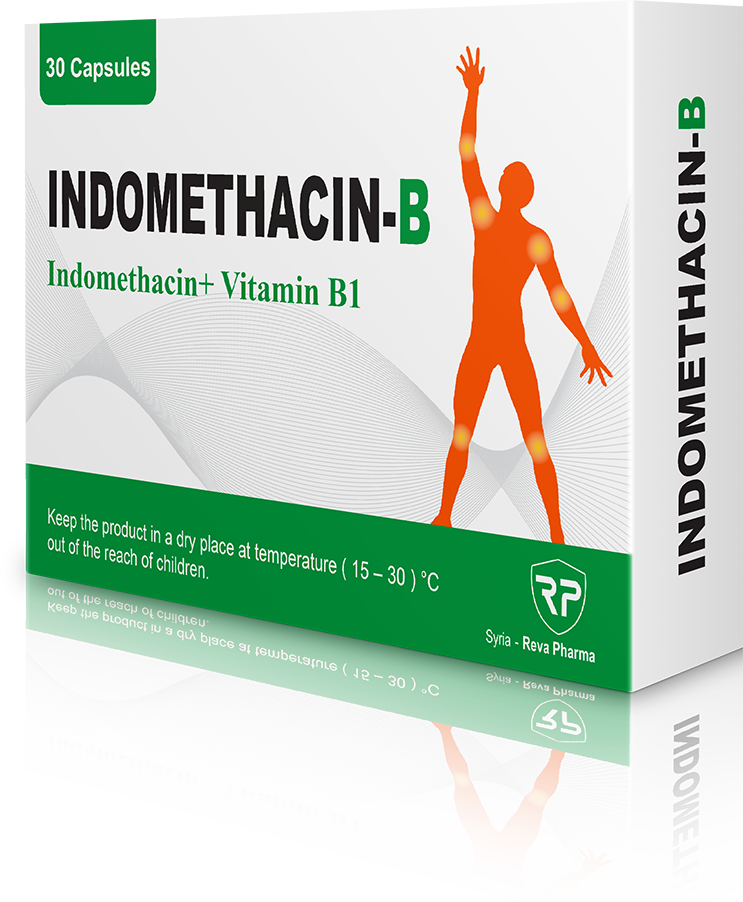 30 Capsules
INDOMETHACIN-B
Indomethacin+ Vitamin B1
Keep the product in a dry place at temperature ( 15 – 30 ) °C
out of the reach of children.
RP
Syria - Reva Pharma
INDOMETHACIN-B